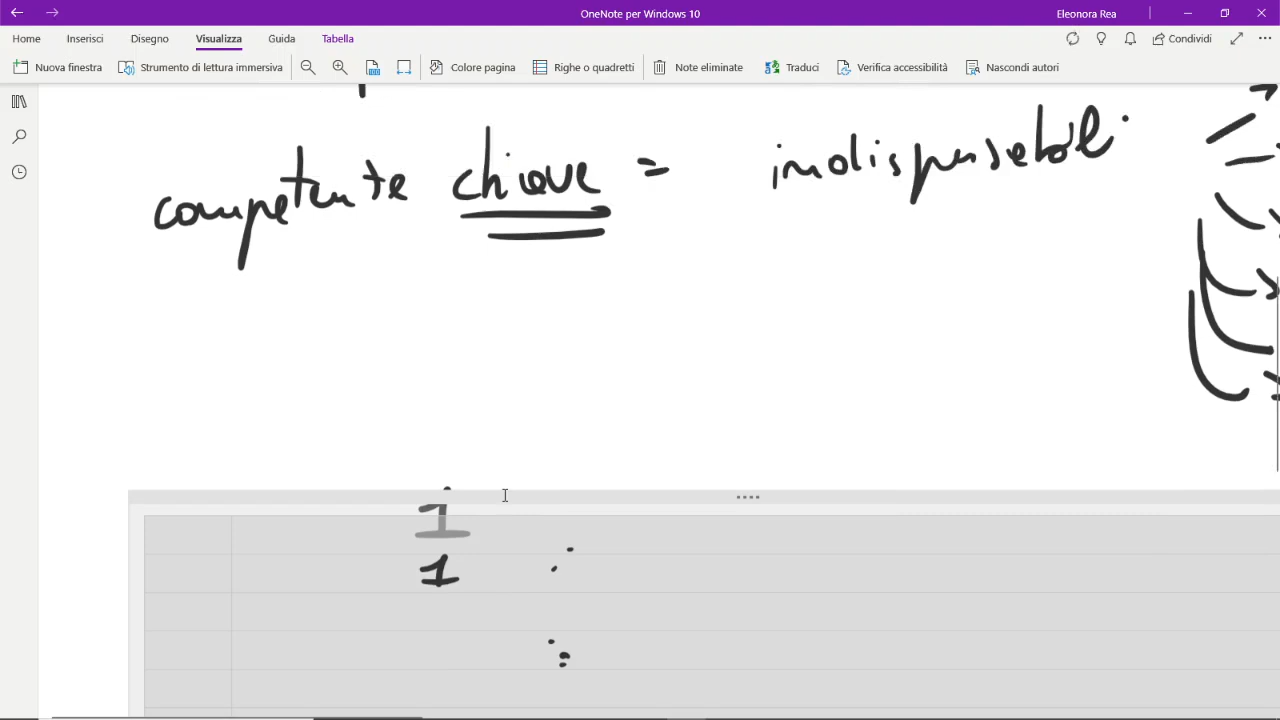 OneNote per Windows 10
Eleonora Rea
Home Inserisci Disegno Visualizza Guida Tabella
Condividi
Nuova finestra Strumento di lettura immersiva Colore pagina Righe o quadretti Note eliminate Traduci Verifica accessibilità Nascondi autori
competente chiave = indispensabili
1
1